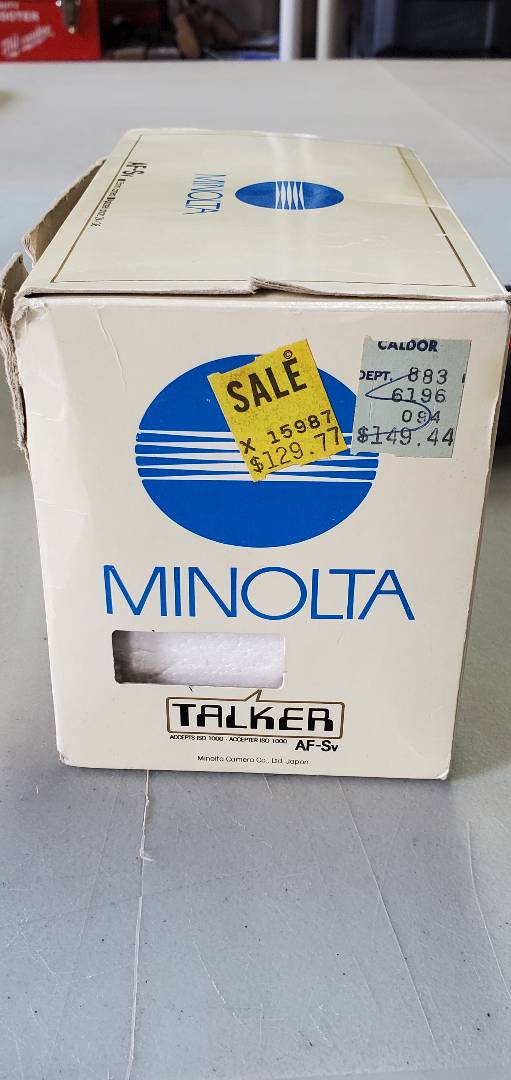 AF-Sv
MINOLTA
SALE
X 15987
$129.77
CALDOR
DEPT. 883
6196
094
$149.44
MINOLTA
TALKER
ACCEPTS ISO 1000 - ACCEPTER ISO 1000
AF-Sv
Minolta Camera Co., Ltd. Japan